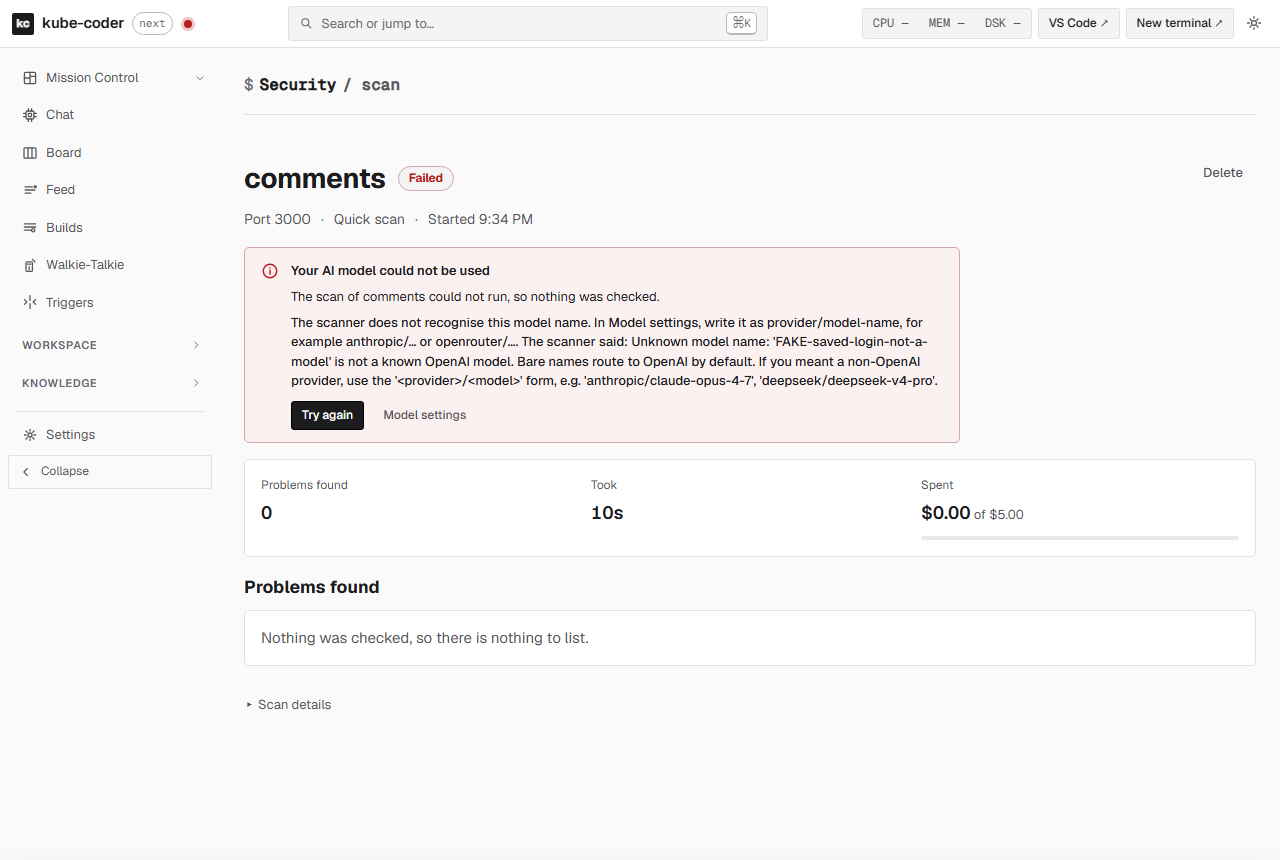 kc kube-coder next
Search or jump to... ⌘K
CPU – MEM – DSK –
VS Code ↗
New terminal ↗
Mission Control
Chat
Board
Feed
Builds
Walkie-Talkie
Triggers
WORKSPACE
KNOWLEDGE
Settings
Collapse
$ Security / scan
comments Failed
Delete
Port 3000 · Quick scan · Started 9:34 PM
Your AI model could not be used
The scan of comments could not run, so nothing was checked.
The scanner does not recognise this model name. In Model settings, write it as provider/model-name, for
example anthropic/… or openrouter/…. The scanner said: Unknown model name: 'FAKE-saved-login-not-a-
model' is not a known OpenAI model. Bare names route to OpenAI by default. If you meant a non-OpenAI
provider, use the '<provider>/<model>' form, e.g. 'anthropic/claude-opus-4-7', 'deepseek/deepseek-v4-pro'.
Try again Model settings
Problems found Took Spent
0 10s $0.00 of $5.00
Problems found
Nothing was checked, so there is nothing to list.
Scan details